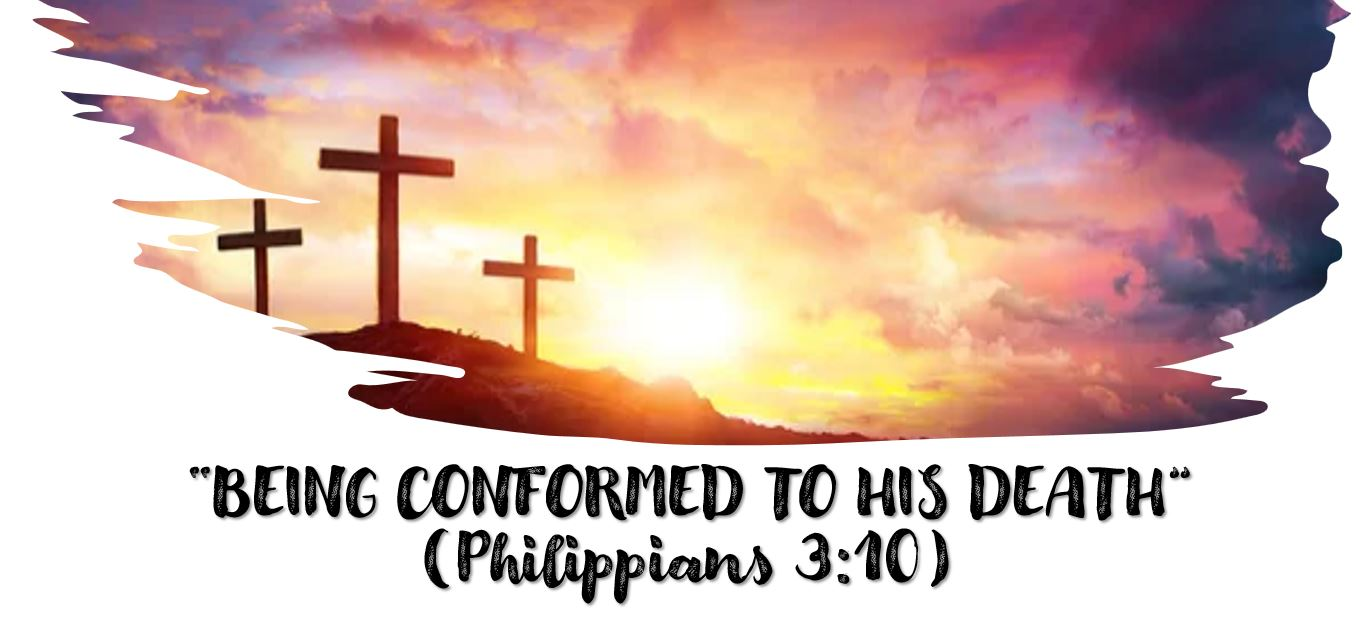 “BEING CONFORMED TO HIS DEATH“
(Philippians 3:10)